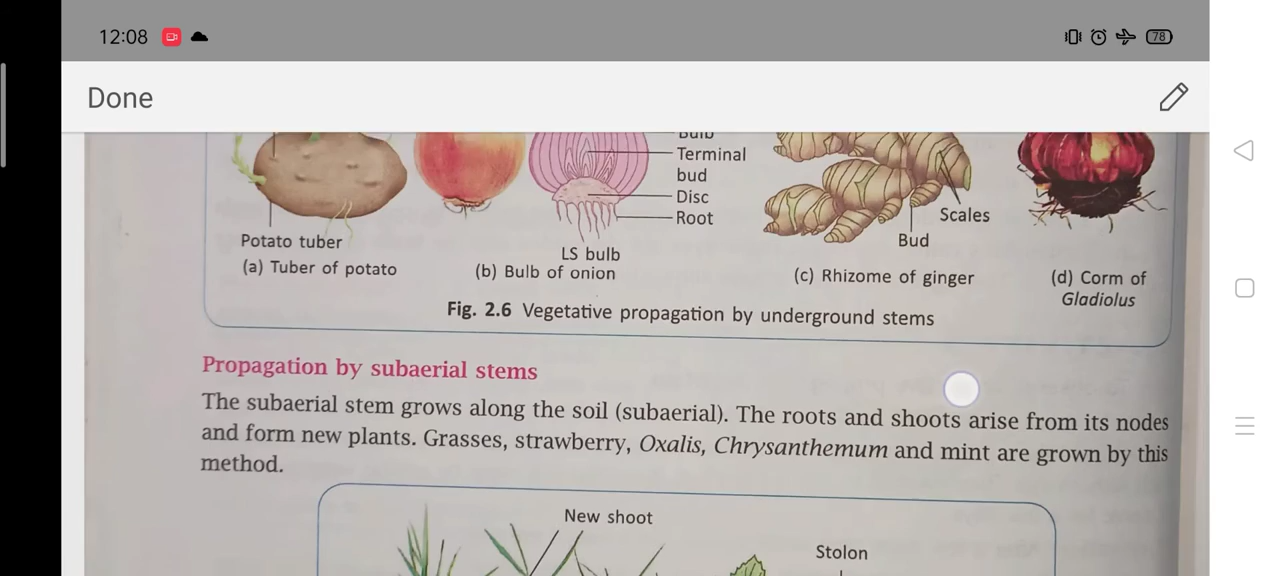 12:08
78
Done
Bulb
Terminal
bud
Disc
Root
Scales
Bud
Potato tuber
LS bulb
(a) Tuber of potato
(b) Bulb of onion
(c) Rhizome of ginger
(d) Corm of
Gladiolus
Fig. 2.6 Vegetative propagation by underground stems
Propagation by subaerial stems
The subaerial stem grows along the soil (subaerial). The roots and shoots arise from its nodes
and form new plants. Grasses, strawberry, Oxalis, Chrysanthemum and mint are grown by this
method.
New shoot
Stolon